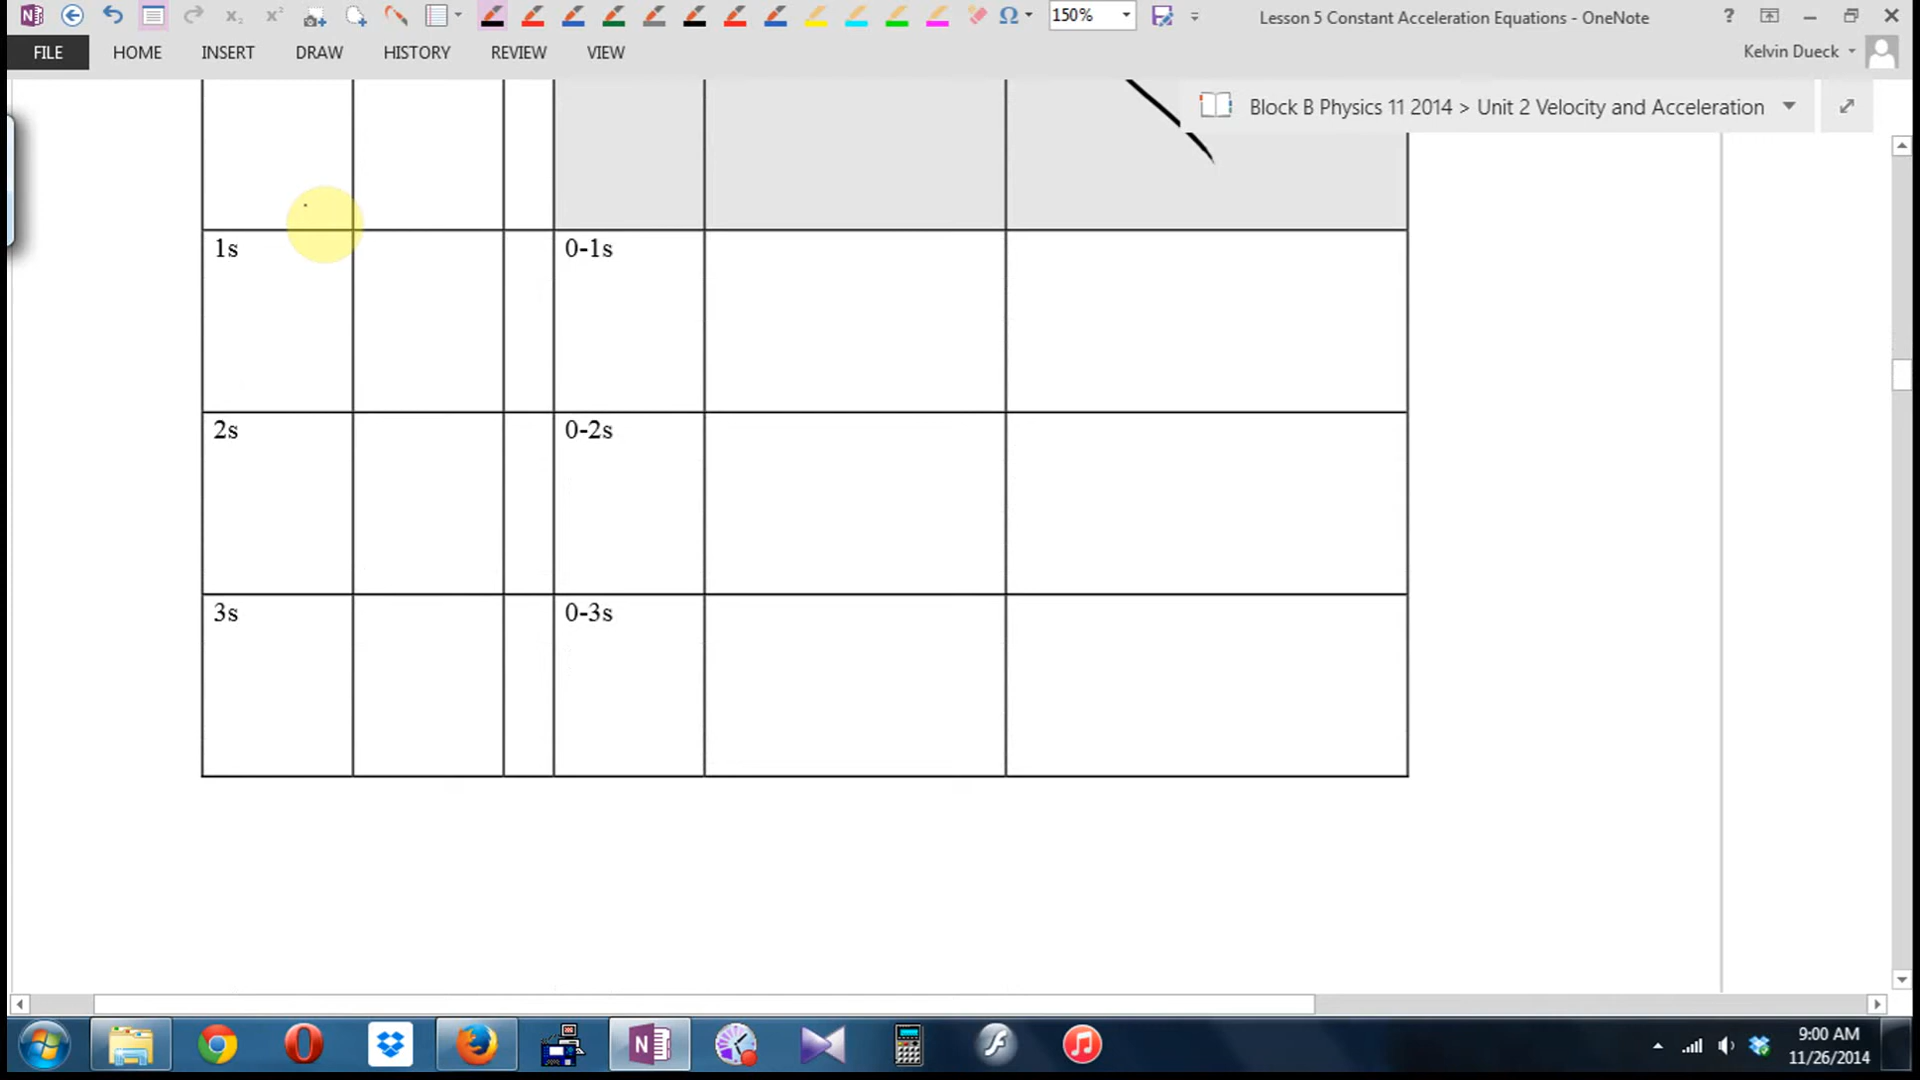 150%
Lesson 5 Constant Acceleration Equations - OneNote
FILE HOME INSERT DRAW HISTORY REVIEW VIEW
Kelvin Dueck
Block B Physics 11 2014 > Unit 2 Velocity and Acceleration
1s 0-1s
2s 0-2s
3s 0-3s
9:00 AM
11/26/2014